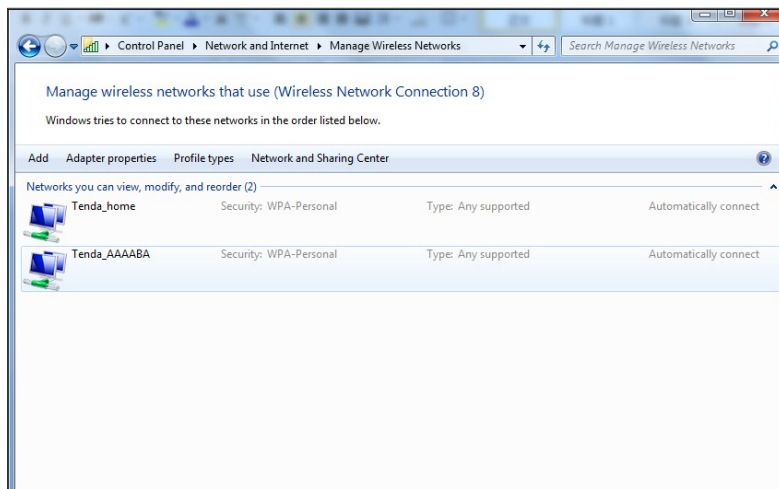 Control Panel Network and Internet Manage Wireless Networks Search Manage Wireless Networks
Manage wireless networks that use (Wireless Network Connection 8)
Windows tries to connect to these networks in the order listed below.
Add Adapter properties Profile types Network and Sharing Center
Networks you can view, modify, and reorder (2)
Tenda_home Security: WPA-Personal Type: Any supported Automatically connect
Tenda_AAAABA Security: WPA-Personal Type: Any supported Automatically connect